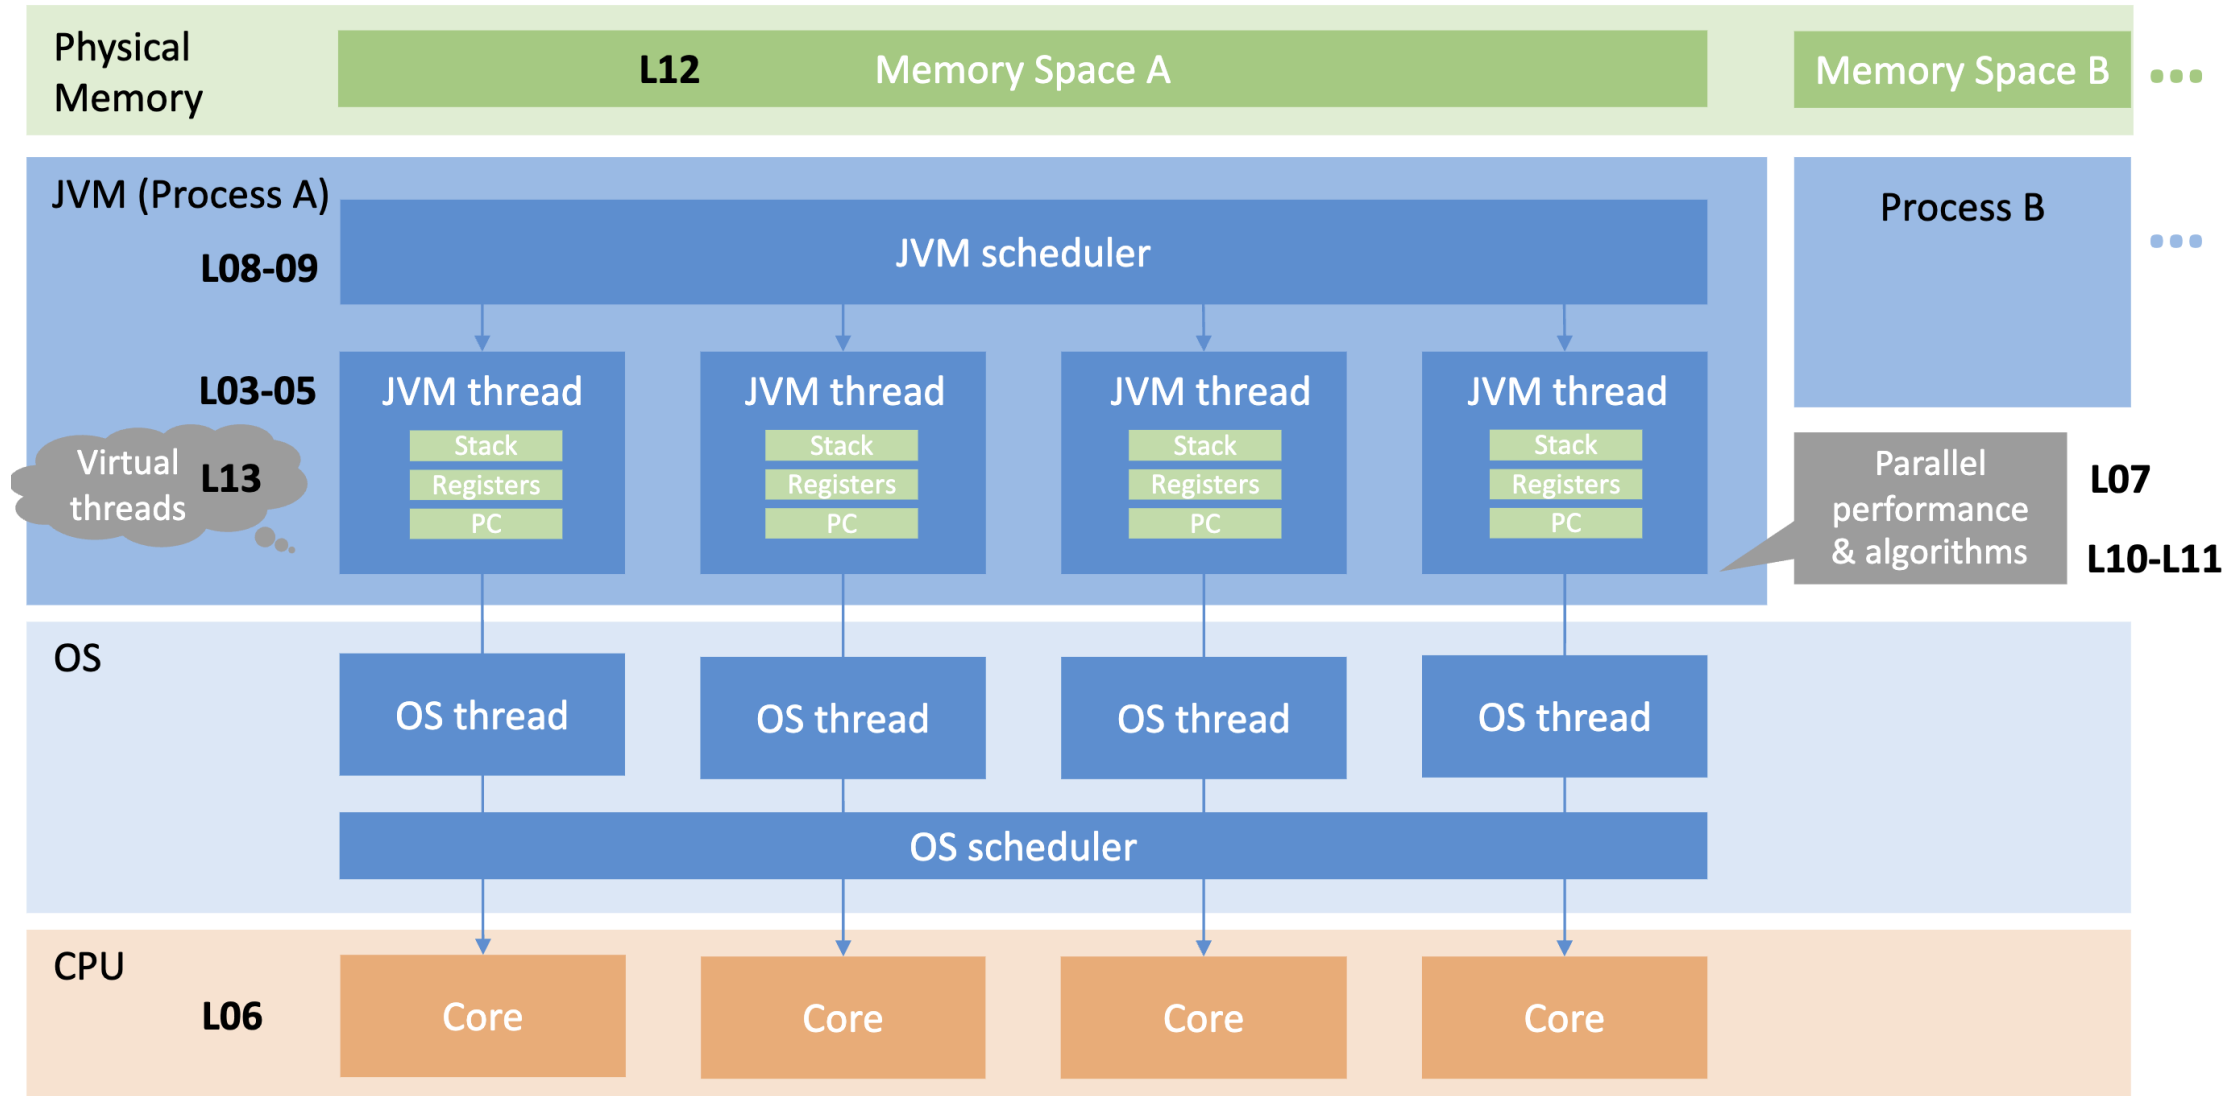 Physical
Memory
L12
Memory Space A
Memory Space B
JVM (Process A)
Process B
L08-09
JVM scheduler
L03-05
JVM thread
Stack
Registers
PC
JVM thread
Stack
Registers
PC
JVM thread
Stack
Registers
PC
JVM thread
Stack
Registers
PC
Virtual
threads
L13
Parallel
performance
& algorithms
L07
L10-L11
OS
OS thread
OS thread
OS thread
OS thread
OS scheduler
CPU
L06
Core
Core
Core
Core